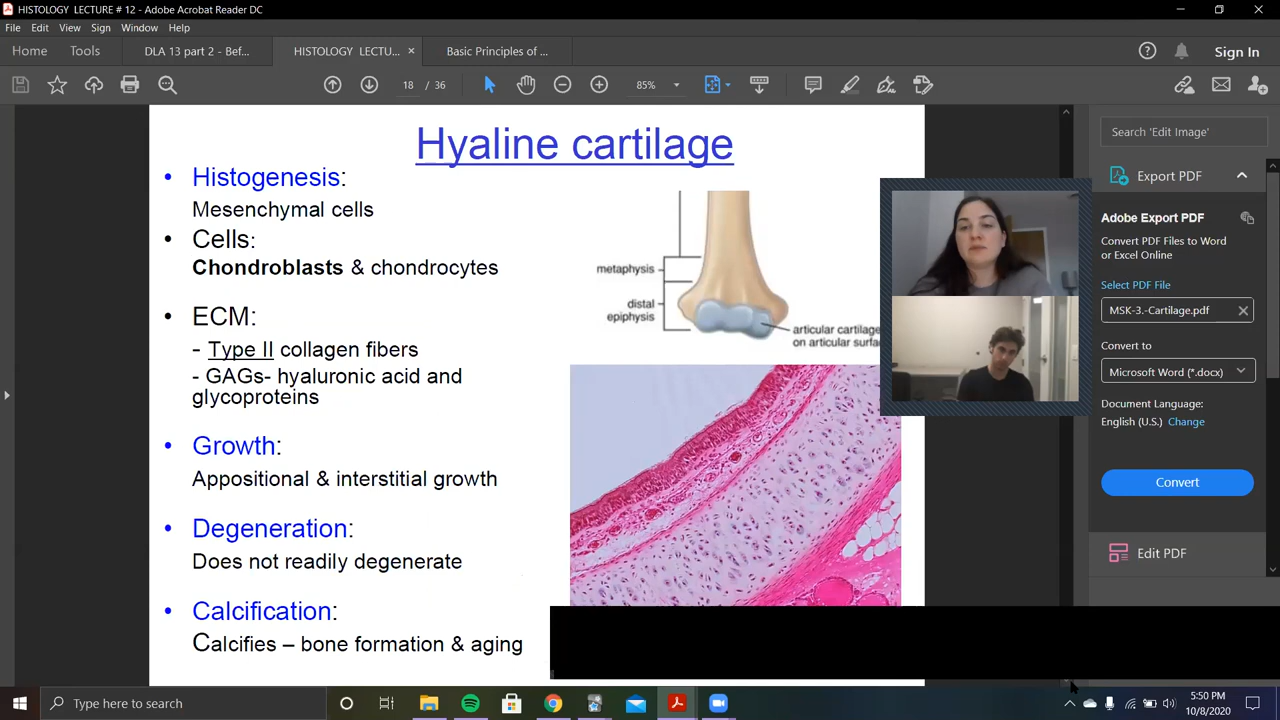 HISTOLOGY LECTURE # 12 - Adobe Acrobat Reader DC
File Edit View Sign Window Help
Home Tools DLA 13 part 2 - Bef... HISTOLOGY LECTU... × Basic Principles of ... Sign In
18 / 36 85%
Hyaline cartilage
• Histogenesis:
Mesenchymal cells
• Cells:
Chondroblasts & chondrocytes
• ECM:
- Type II collagen fibers
- GAGs- hyaluronic acid and
glycoproteins
• Growth:
Appositional & interstitial growth
• Degeneration:
Does not readily degenerate
• Calcification:
Calcifies – bone formation & aging
metaphysis
distal
epiphysis
articular cartilage
on articular surfa
Search 'Edit Image'
Export PDF
Adobe Export PDF
Convert PDF Files to Word
or Excel Online
Select PDF File
MSK-3.-Cartilage.pdf
Convert to
Microsoft Word (*.docx)
Document Language:
English (U.S.) Change
Convert
Edit PDF
Type here to search
5:50 PM
10/8/2020